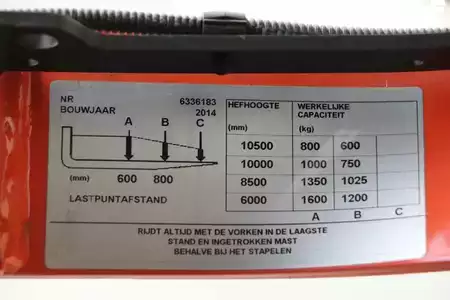 NR 6336183
BOUWJAAR 2014
A B C
(mm) 600 800
LASTPUNTAFSTAND
HEFHOOGTE WERKELIJKE CAPACITEIT
(mm) (kg)
10500 800 600
10000 1000 750
8500 1350 1025
6000 1600 1200
A B C
RIJDT ALTIJD MET DE VORKEN IN DE LAAGSTE
STAND EN INGETROKKEN MAST
BEHALVE BIJ HET STAPELEN